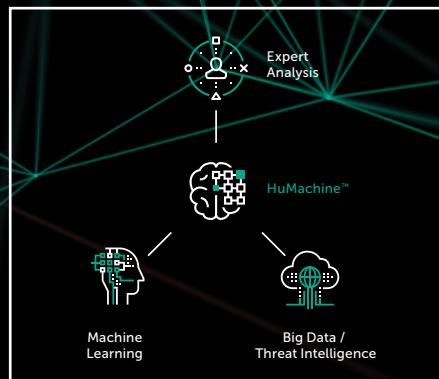 Expert
Analysis
HuMachine™
Machine
Learning
Big Data /
Threat Intelligence